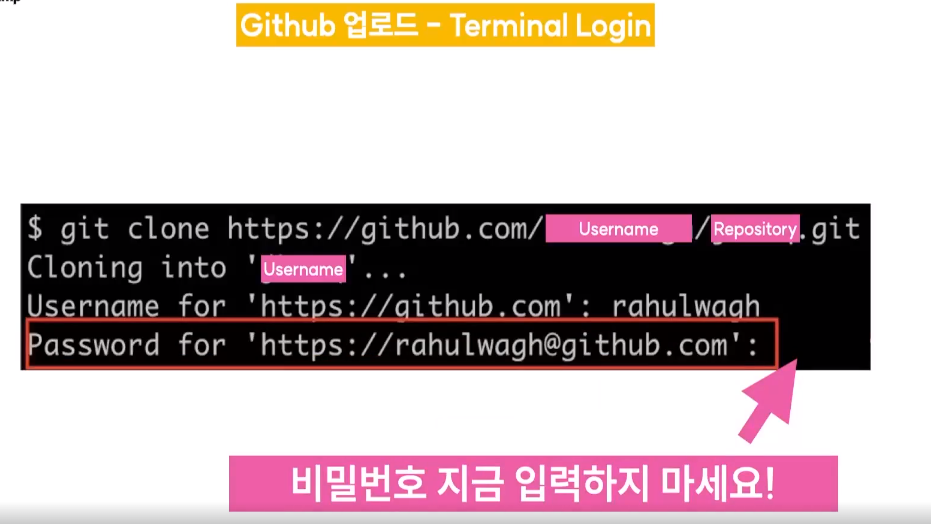 Github 업로드 - Terminal Login
$ git clone https://github.com/Username/Repository.git
Cloning into 'Username'...
Username for 'https://github.com': rahulwagh
Password for 'https://rahulwagh@github.com':
비밀번호 지금 입력하지 마세요!